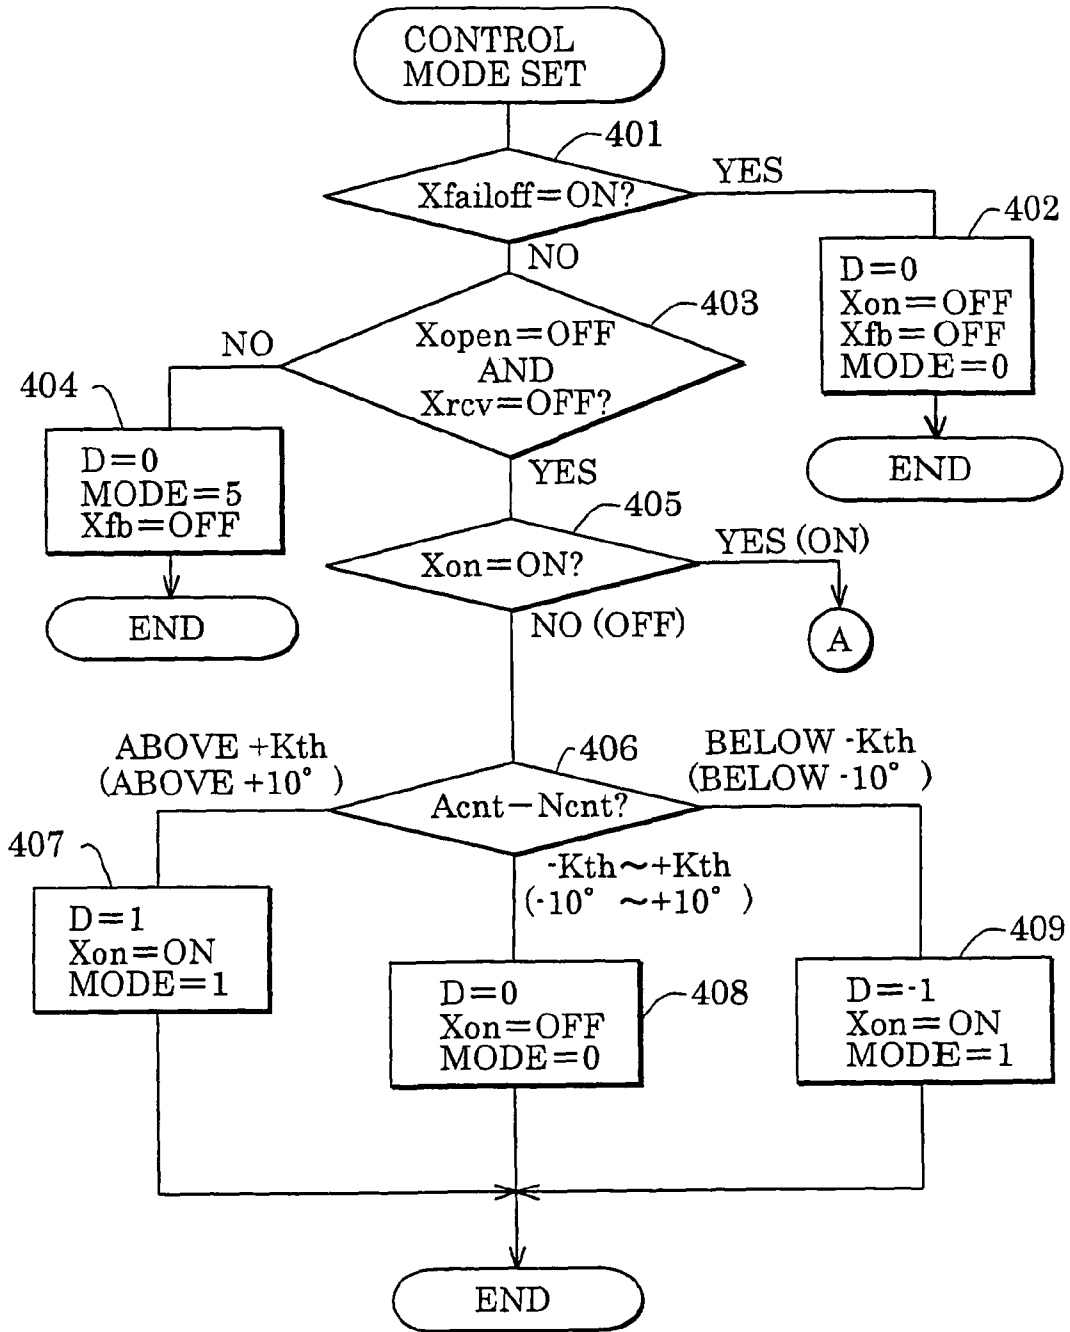 CONTROL
MODE SET
401
Xfailoff=ON?
YES
402
D=0
Xon=OFF
Xfb=OFF
MODE=0
END
NO
403
Xopen=OFF
AND
Xrcv=OFF?
NO
404
D=0
MODE=5
Xfb=OFF
END
YES
405
Xon=ON?
YES (ON)
A
NO (OFF)
406
Acnt−Ncnt?
ABOVE +Kth
(ABOVE +10°)
BELOW -Kth
(BELOW -10°)
-Kth~+Kth
(-10° ~+10°)
407
D=1
Xon=ON
MODE=1
408
D=0
Xon=OFF
MODE=0
409
D=-1
Xon=ON
MODE=1
END